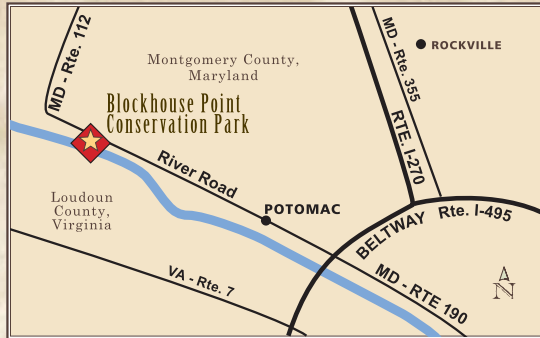 MD - Rte. 112
Montgomery County,
Maryland
MD - Rte. 355
ROCKVILLE
Blockhouse Point
Conservation Park
RTE. I-270
River Road
Loudoun
County,
Virginia
POTOMAC
BELTWAY Rte. I-495
VA - Rte. 7
MD - RTE 190
N